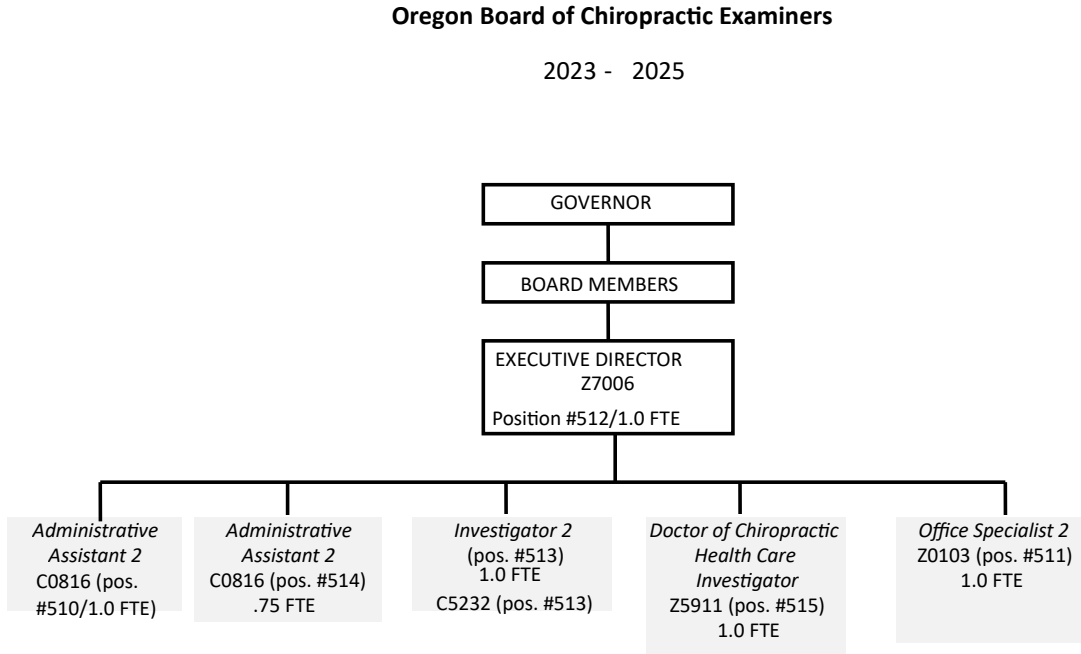 Oregon Board of Chiropractic Examiners
2023 - 2025
GOVERNOR
BOARD MEMBERS
EXECUTIVE DIRECTOR
Z7006
Position #512/1.0 FTE
Administrative
Assistant 2
C0816 (pos.
#510/1.0 FTE)
Administrative
Assistant 2
C0816 (pos. #514)
.75 FTE
Investigator 2
(pos. #513)
1.0 FTE
C5232 (pos. #513)
Doctor of Chiropractic
Health Care
Investigator
Z5911 (pos. #515)
1.0 FTE
Office Specialist 2
Z0103 (pos. #511)
1.0 FTE